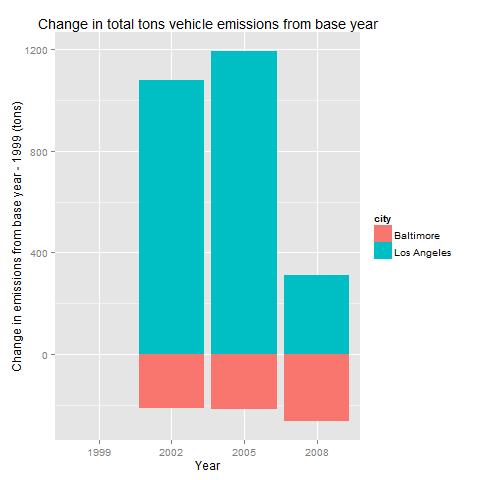 Change in total tons vehicle emissions from base year
Change in emissions from base year - 1999 (tons)
1200
800
400
0
1999 2002 2005 2008
Year
city
Baltimore
Los Angeles